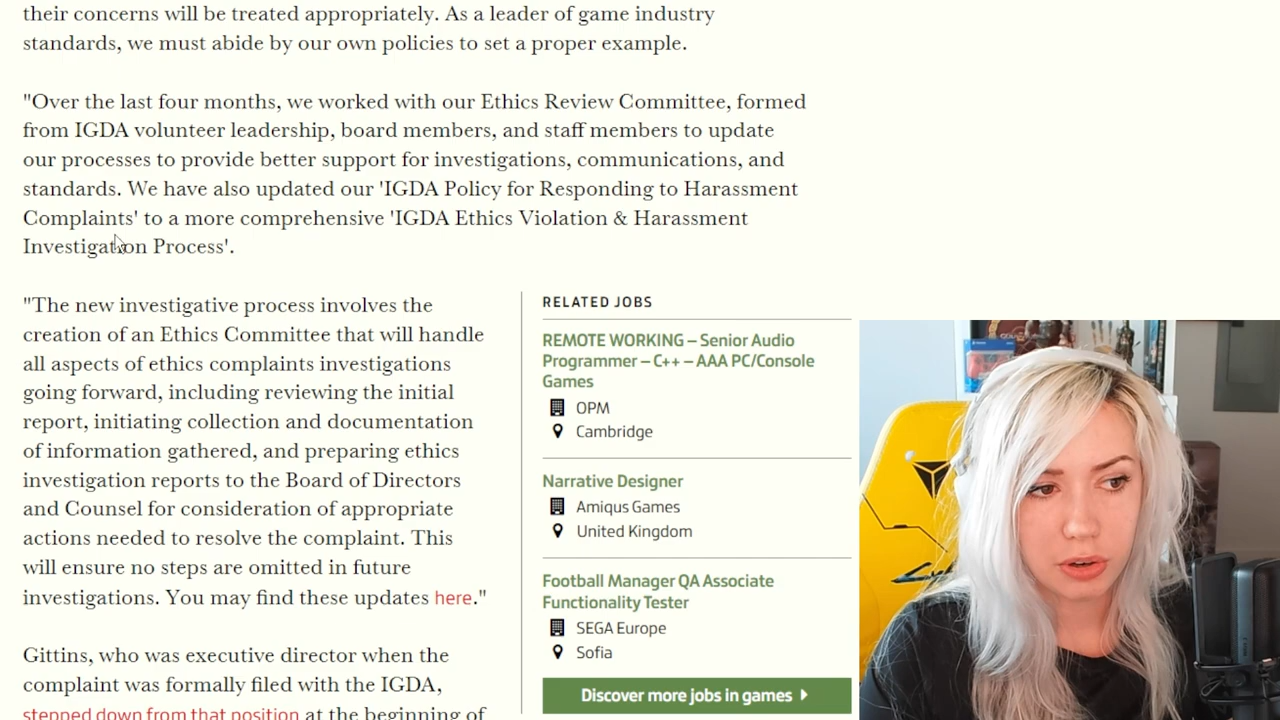 their concerns will be treated appropriately. As a leader of game industry
standards, we must abide by our own policies to set a proper example.
"Over the last four months, we worked with our Ethics Review Committee, formed
from IGDA volunteer leadership, board members, and staff members to update
our processes to provide better support for investigations, communications, and
standards. We have also updated our 'IGDA Policy for Responding to Harassment
Complaints' to a more comprehensive 'IGDA Ethics Violation & Harassment
Investigation Process'.
"The new investigative process involves the
creation of an Ethics Committee that will handle
all aspects of ethics complaints investigations
going forward, including reviewing the initial
report, initiating collection and documentation
of information gathered, and preparing ethics
investigation reports to the Board of Directors
and Counsel for consideration of appropriate
actions needed to resolve the complaint. This
will ensure no steps are omitted in future
investigations. You may find these updates here."
Gittins, who was executive director when the
complaint was formally filed with the IGDA,
stepped down from that position at the beginning of
RELATED JOBS
REMOTE WORKING – Senior Audio
Programmer – C++ – AAA PC/Console
Games
OPM
Cambridge
Narrative Designer
Amiqus Games
United Kingdom
Football Manager QA Associate
Functionality Tester
SEGA Europe
Sofia
Discover more jobs in games